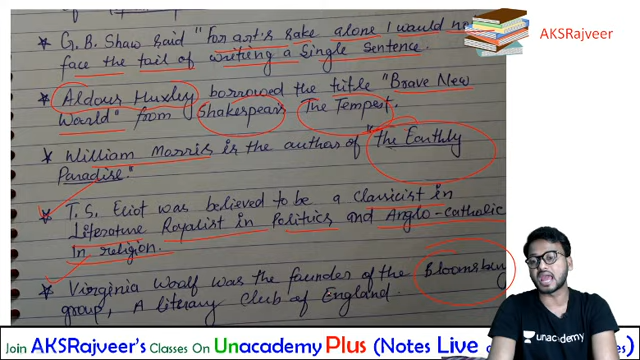 ★ G. B. Shaw said "For art's sake alone I would not
face the toil of writing a single sentence.
★ Aldous Huxley borrowed the title "Brave New
World" from Shakespear's The Tempest.
★ William Morris is the author of "The Earthly
Paradise."
★ T. S. Eliot was believed to be a classicist in
Literature Royalist in Politics and Anglo-catholic
In religion.
★ Virginia Woolf was the founder of the Bloomsbury
group, A literary club of England.
AKSRajveer
unacademy
Join AKSRajveer's Classes On Unacademy Plus (Notes Live